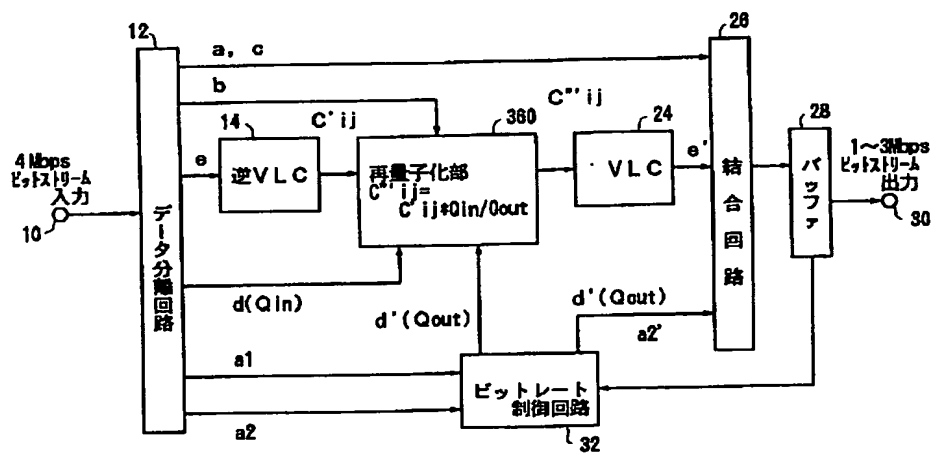 12
26
a, c
b
C'ij
C"'ij
14
360
24
28
4Mbps
ビットストリーム
入力
10
e
逆VLC
再量子化部
C"'ij=
C'ij*Qin/Qout
VLC
e'
結合回路
バッファ
1~3Mbps
ビットストリーム
出力
30
データ分離回路
d(Qin)
d'(Qout)
d'(Qout)
a2'
a1
a2
ビットレート
制御回路
32